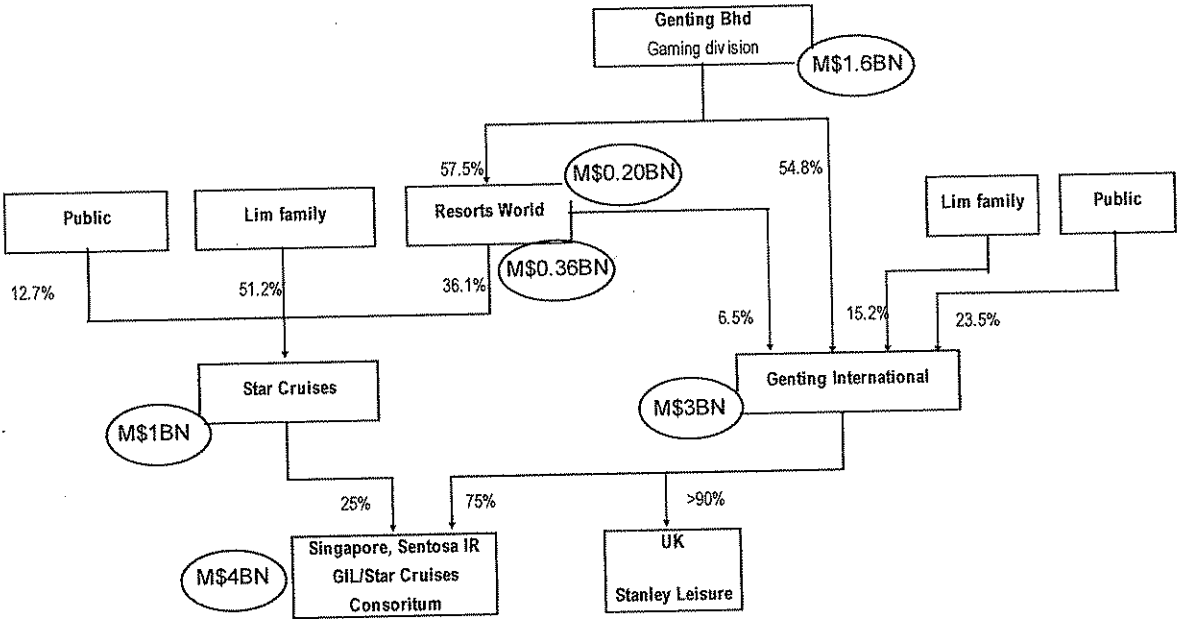 Genting Bhd
Gaming division
M$1.6BN
57.5%
M$0.20BN
54.8%
Public
Lim family
Resorts World
Lim family
Public
M$0.36BN
12.7%
51.2%
36.1%
6.5%
15.2%
23.5%
Star Cruises
Genting International
M$1BN
M$3BN
25%
75%
>90%
Singapore, Sentosa IR
GIL/Star Cruises
Consoritum
M$4BN
UK
Stanley Leisure